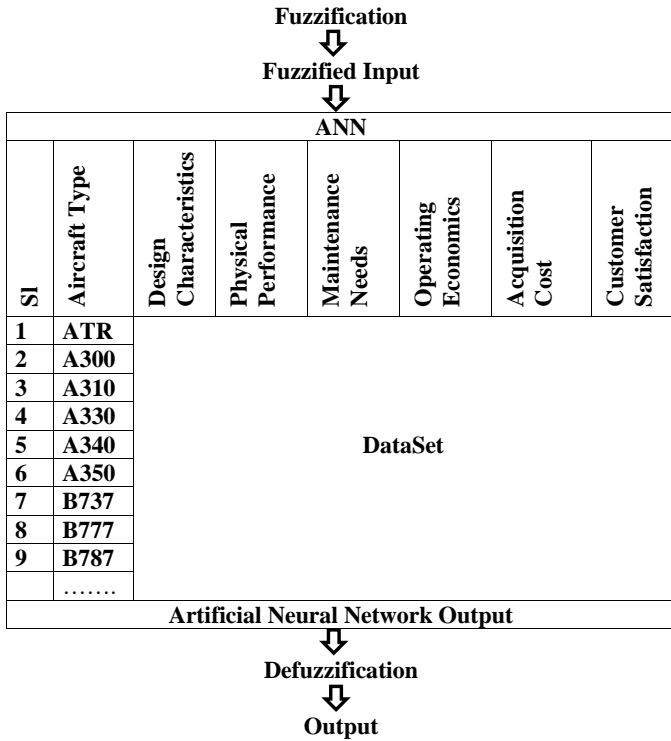 Fuzzification
Fuzzified Input
ANN
Sl
Aircraft Type
Design
Characteristics
Physical
Performance
Maintenance
Needs
Operating
Economics
Acquisition
Cost
Customer
Satisfaction
1 ATR
2 A300
3 A310
4 A330
5 A340
6 A350
7 B737
8 B777
9 B787
.......
DataSet
Artificial Neural Network Output
Defuzzification
Output